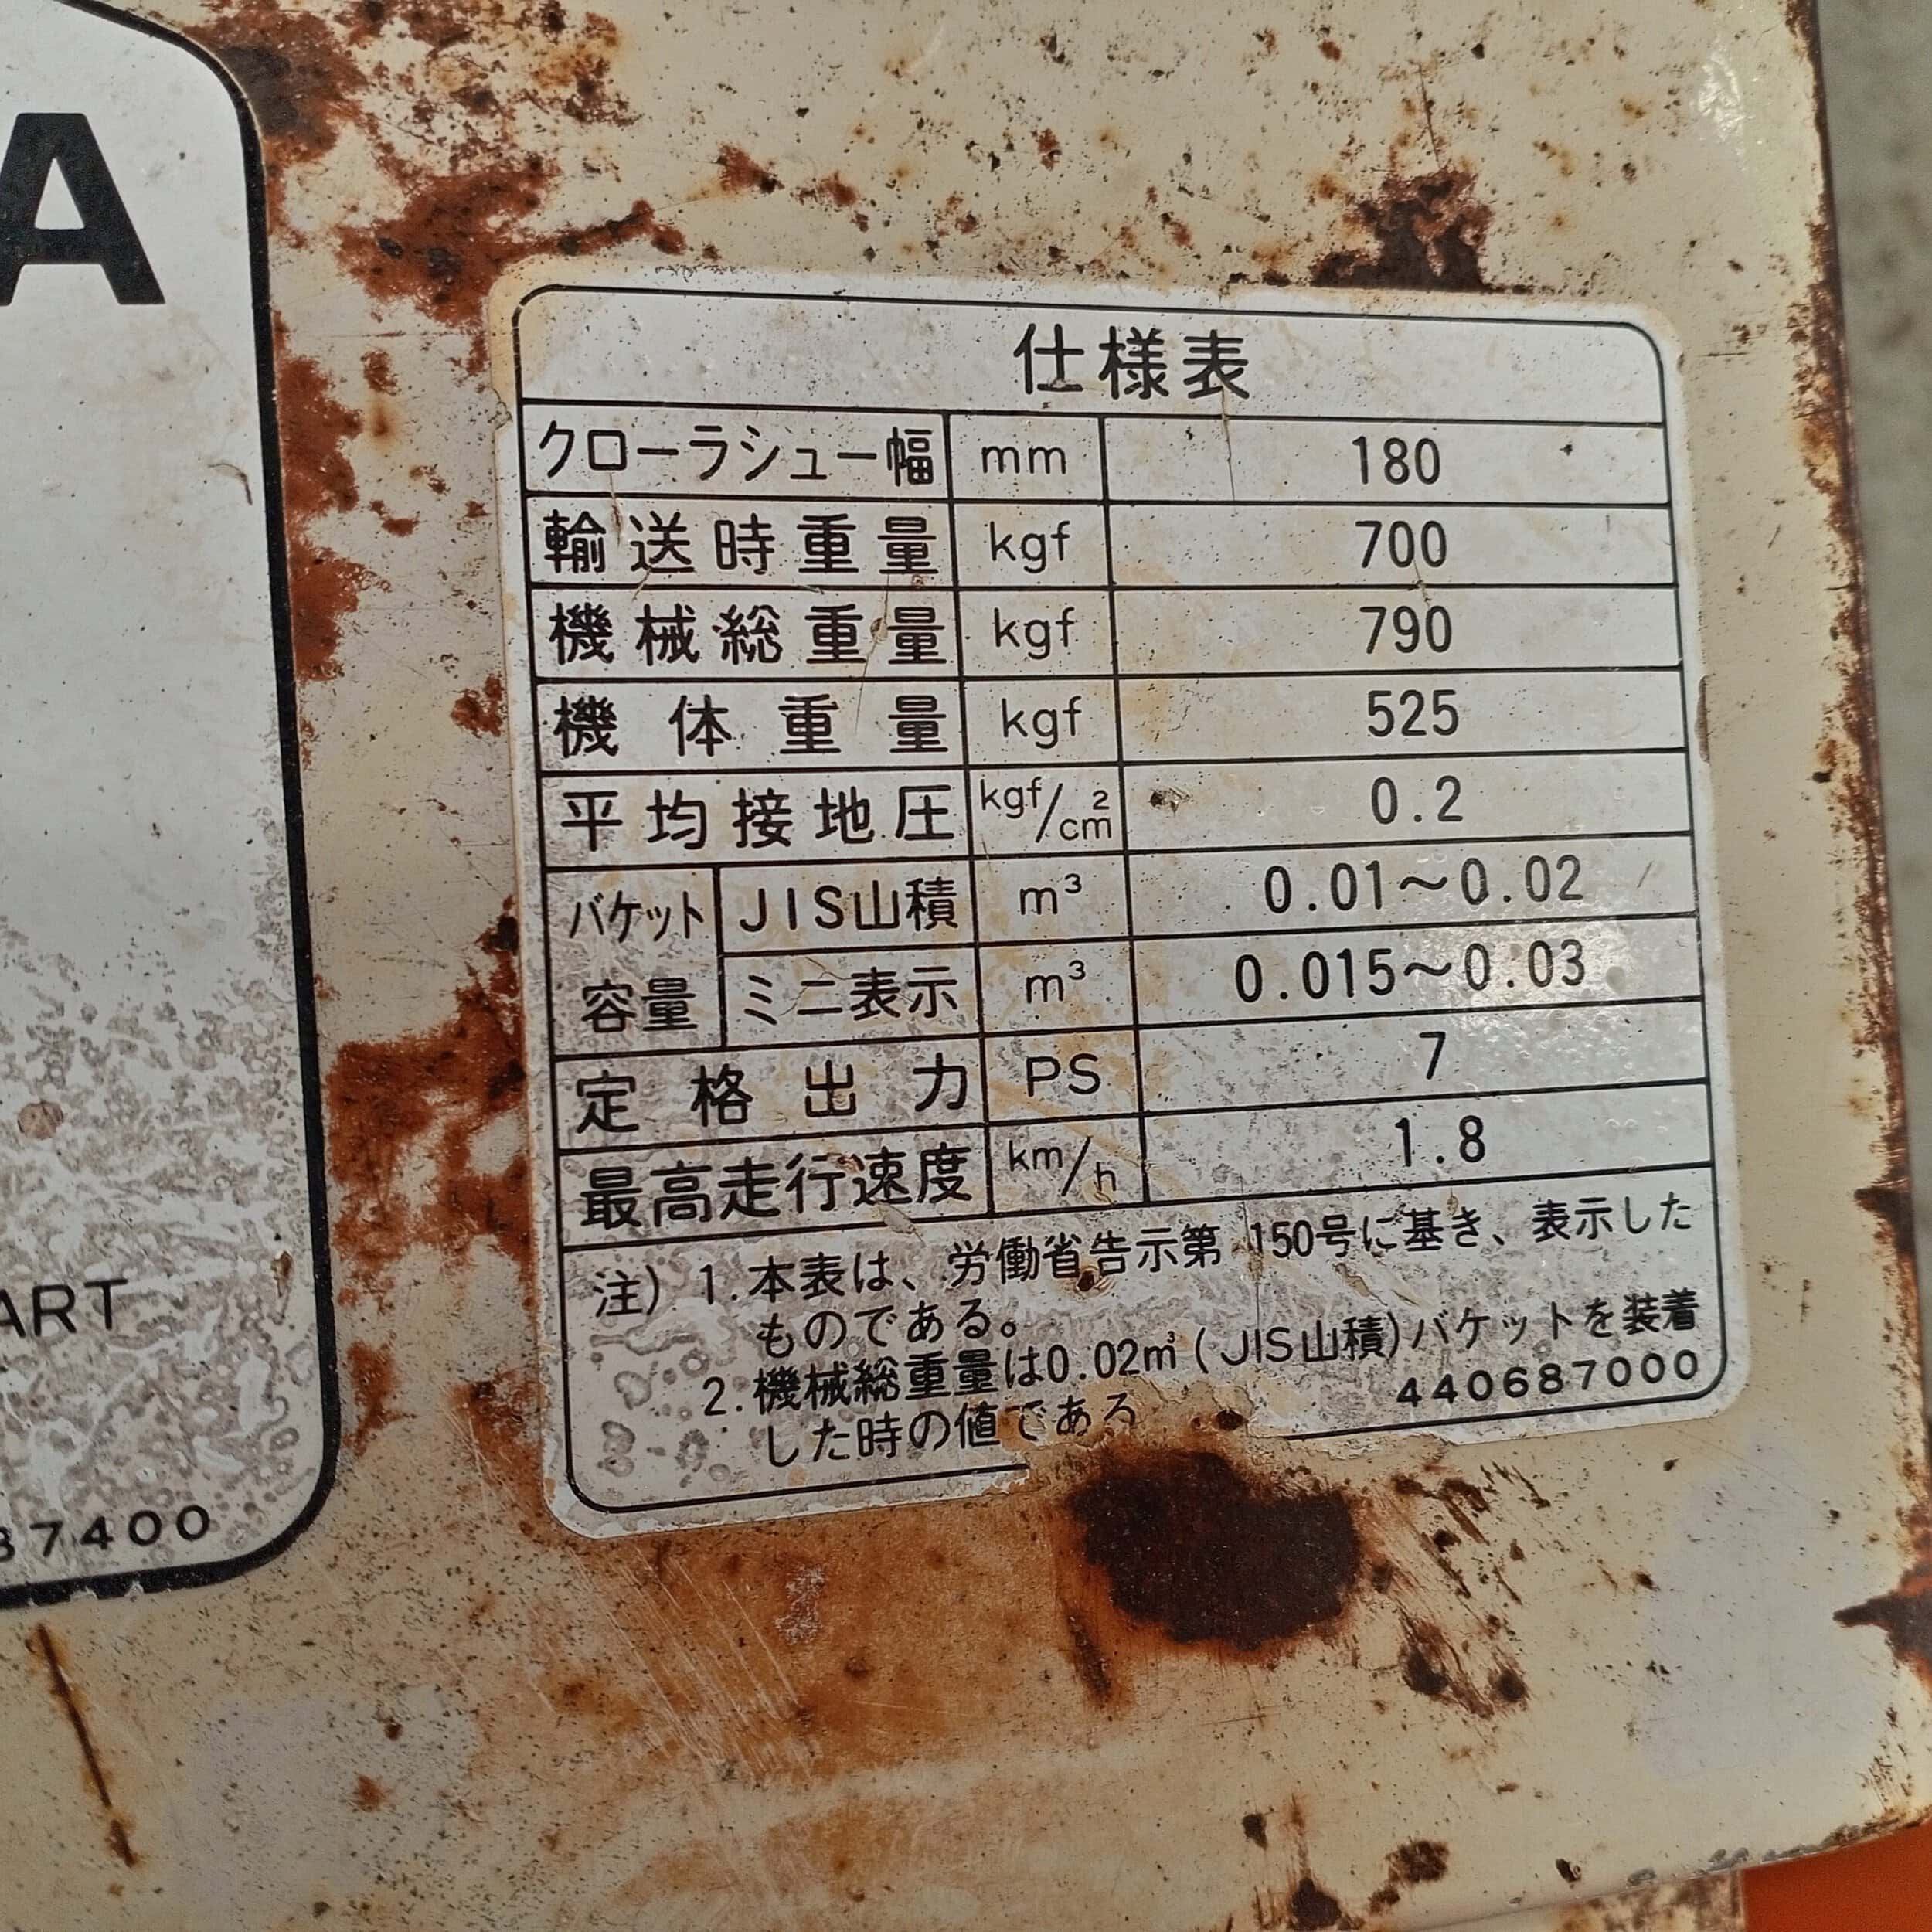 A
ART
87400
仕様表
クローラシュー幅 mm 180
輸送時重量 kgf 700
機械総重量 kgf 790
機体重量 kgf 525
平均接地圧 kgf/cm2 0.2
バケット容量 JIS山積 m³ 0.01～0.02
ミニ表示 m³ 0.015～0.03
定格出力 PS 7
最高走行速度 km/h 1.8
注) 1.本表は、労働省告示第150号に基き、表示した
ものである。
2.機械総重量は0.02㎥(JIS山積)バケットを装着
した時の値である
440687000